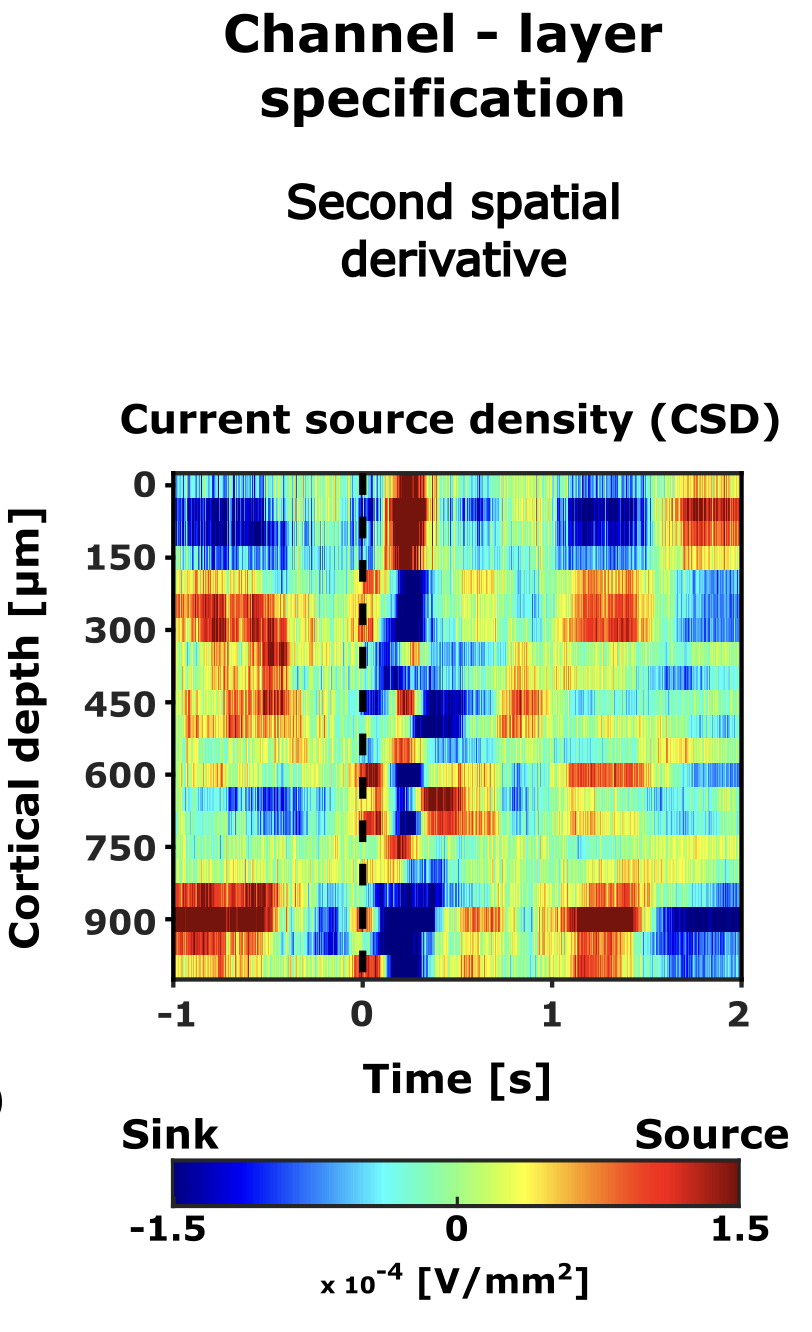 Channel - layer
specification
Second spatial
derivative
Current source density (CSD)
Cortical depth [µm]
0
150
300
450
600
750
900
-1 0 1 2
Time [s]
)
Sink Source
-1.5 0 1.5
x 10⁻⁴ [V/mm²]